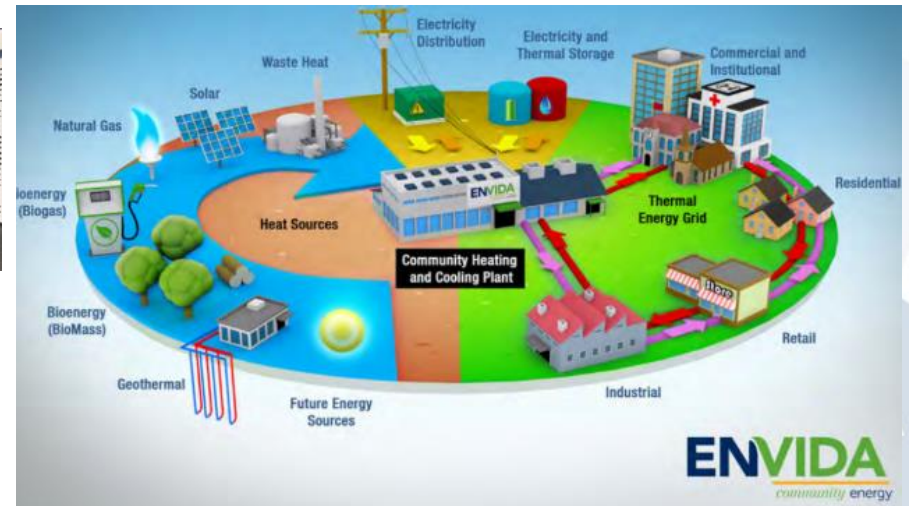 Electricity
Distribution
Electricity and
Thermal Storage
Commercial and
Institutional
Waste Heat
Solar
Natural Gas
ioenergy
(Biogas)
Heat Sources
ENVIDA
Thermal
Energy Grid
Residential
Community Heating
and Cooling Plant
store
Bioenergy
(BioMass)
Retail
Geothermal
Industrial
Future Energy
Sources
ENVIDA
community energy